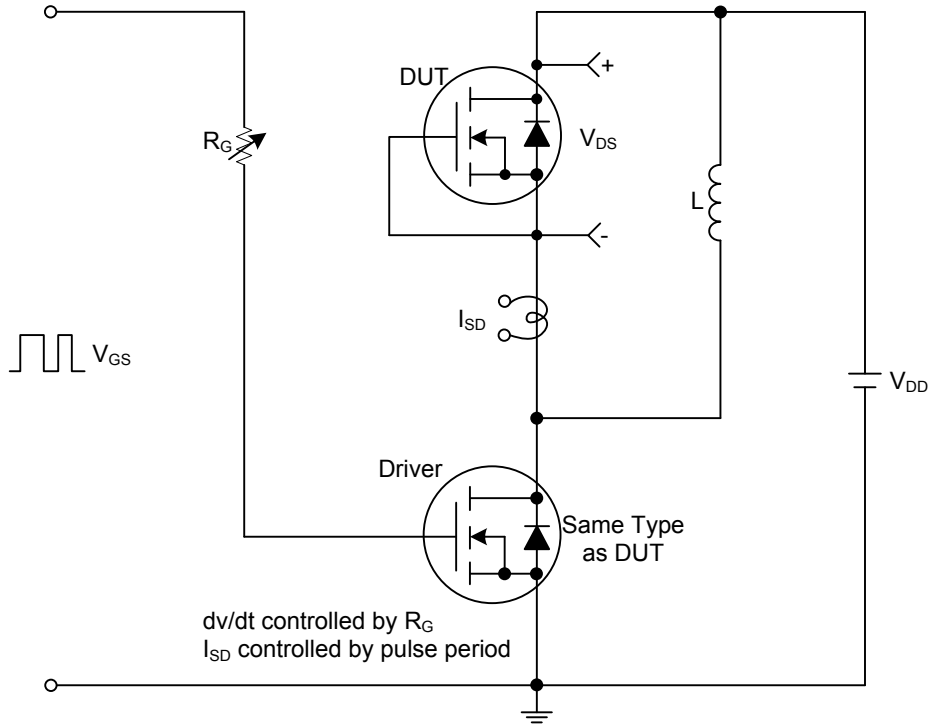 DUT
+
R_G
V_DS
-
L
I_SD
V_GS
V_DD
Driver
Same Type
as DUT
dv/dt controlled by R_G
I_SD controlled by pulse period